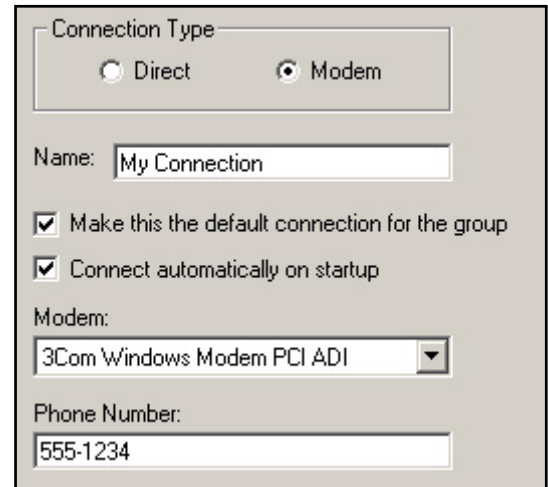 Connection Type
Direct Modem
Name: My Connection
Make this the default connection for the group
Connect automatically on startup
Modem:
3Com Windows Modem PCI ADI
Phone Number:
555-1234